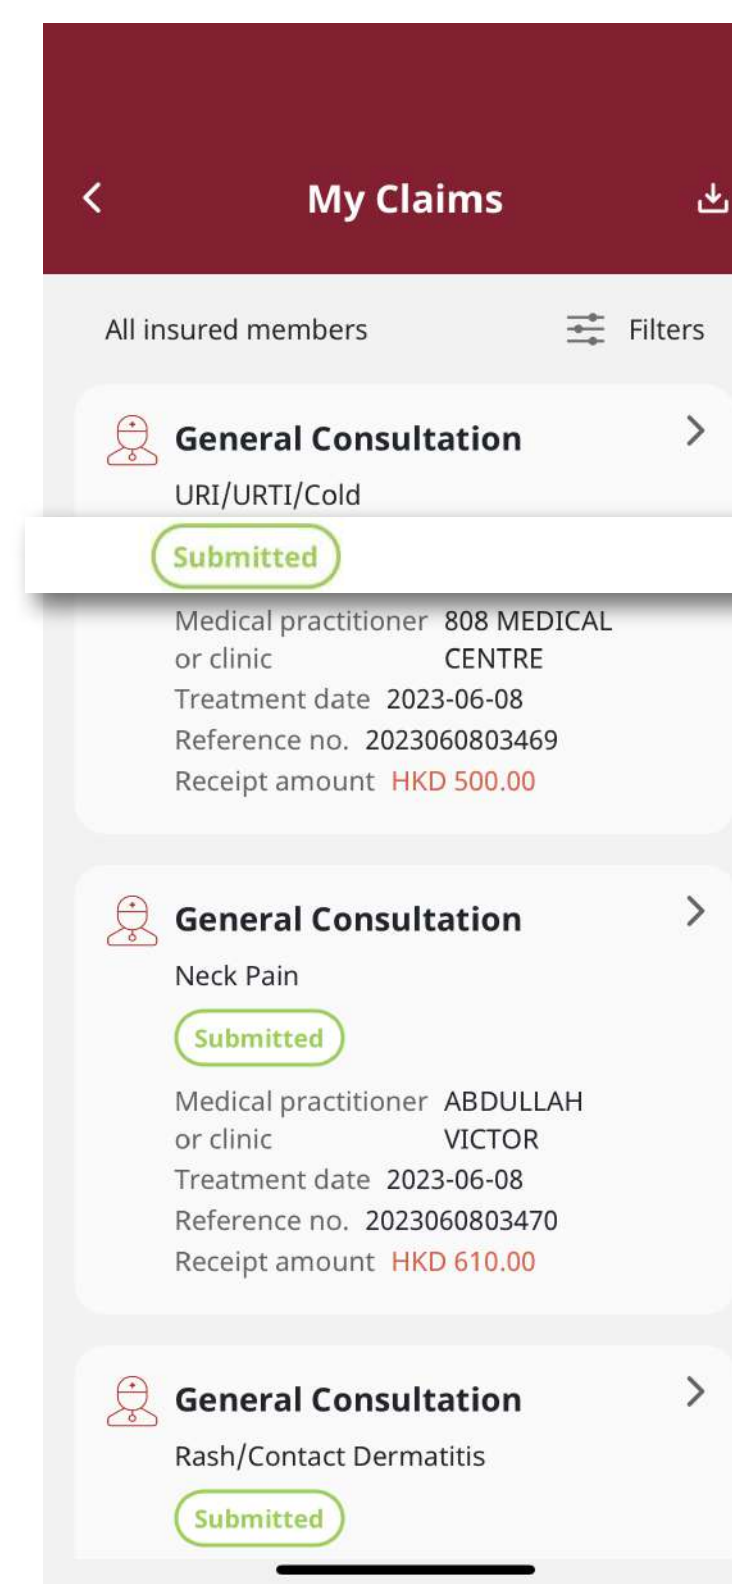 My Claims
All insured members Filters
General Consultation
URI/URTI/Cold
Submitted
Medical practitioner 808 MEDICAL
or clinic CENTRE
Treatment date 2023-06-08
Reference no. 2023060803469
Receipt amount HKD 500.00
General Consultation
Neck Pain
Submitted
Medical practitioner ABDULLAH
or clinic VICTOR
Treatment date 2023-06-08
Reference no. 2023060803470
Receipt amount HKD 610.00
General Consultation
Rash/Contact Dermatitis
Submitted